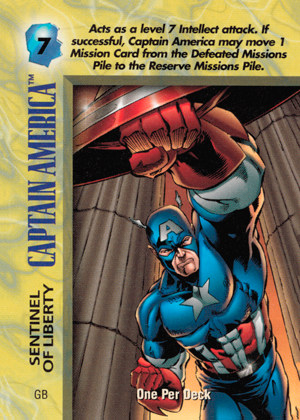 7
Acts as a level 7 Intellect attack. If
successful, Captain America may move 1
Mission Card from the Defeated Missions
Pile to the Reserve Missions Pile.
CAPTAIN AMERICA™
SENTINEL
OF LIBERTY
GB
One Per Deck